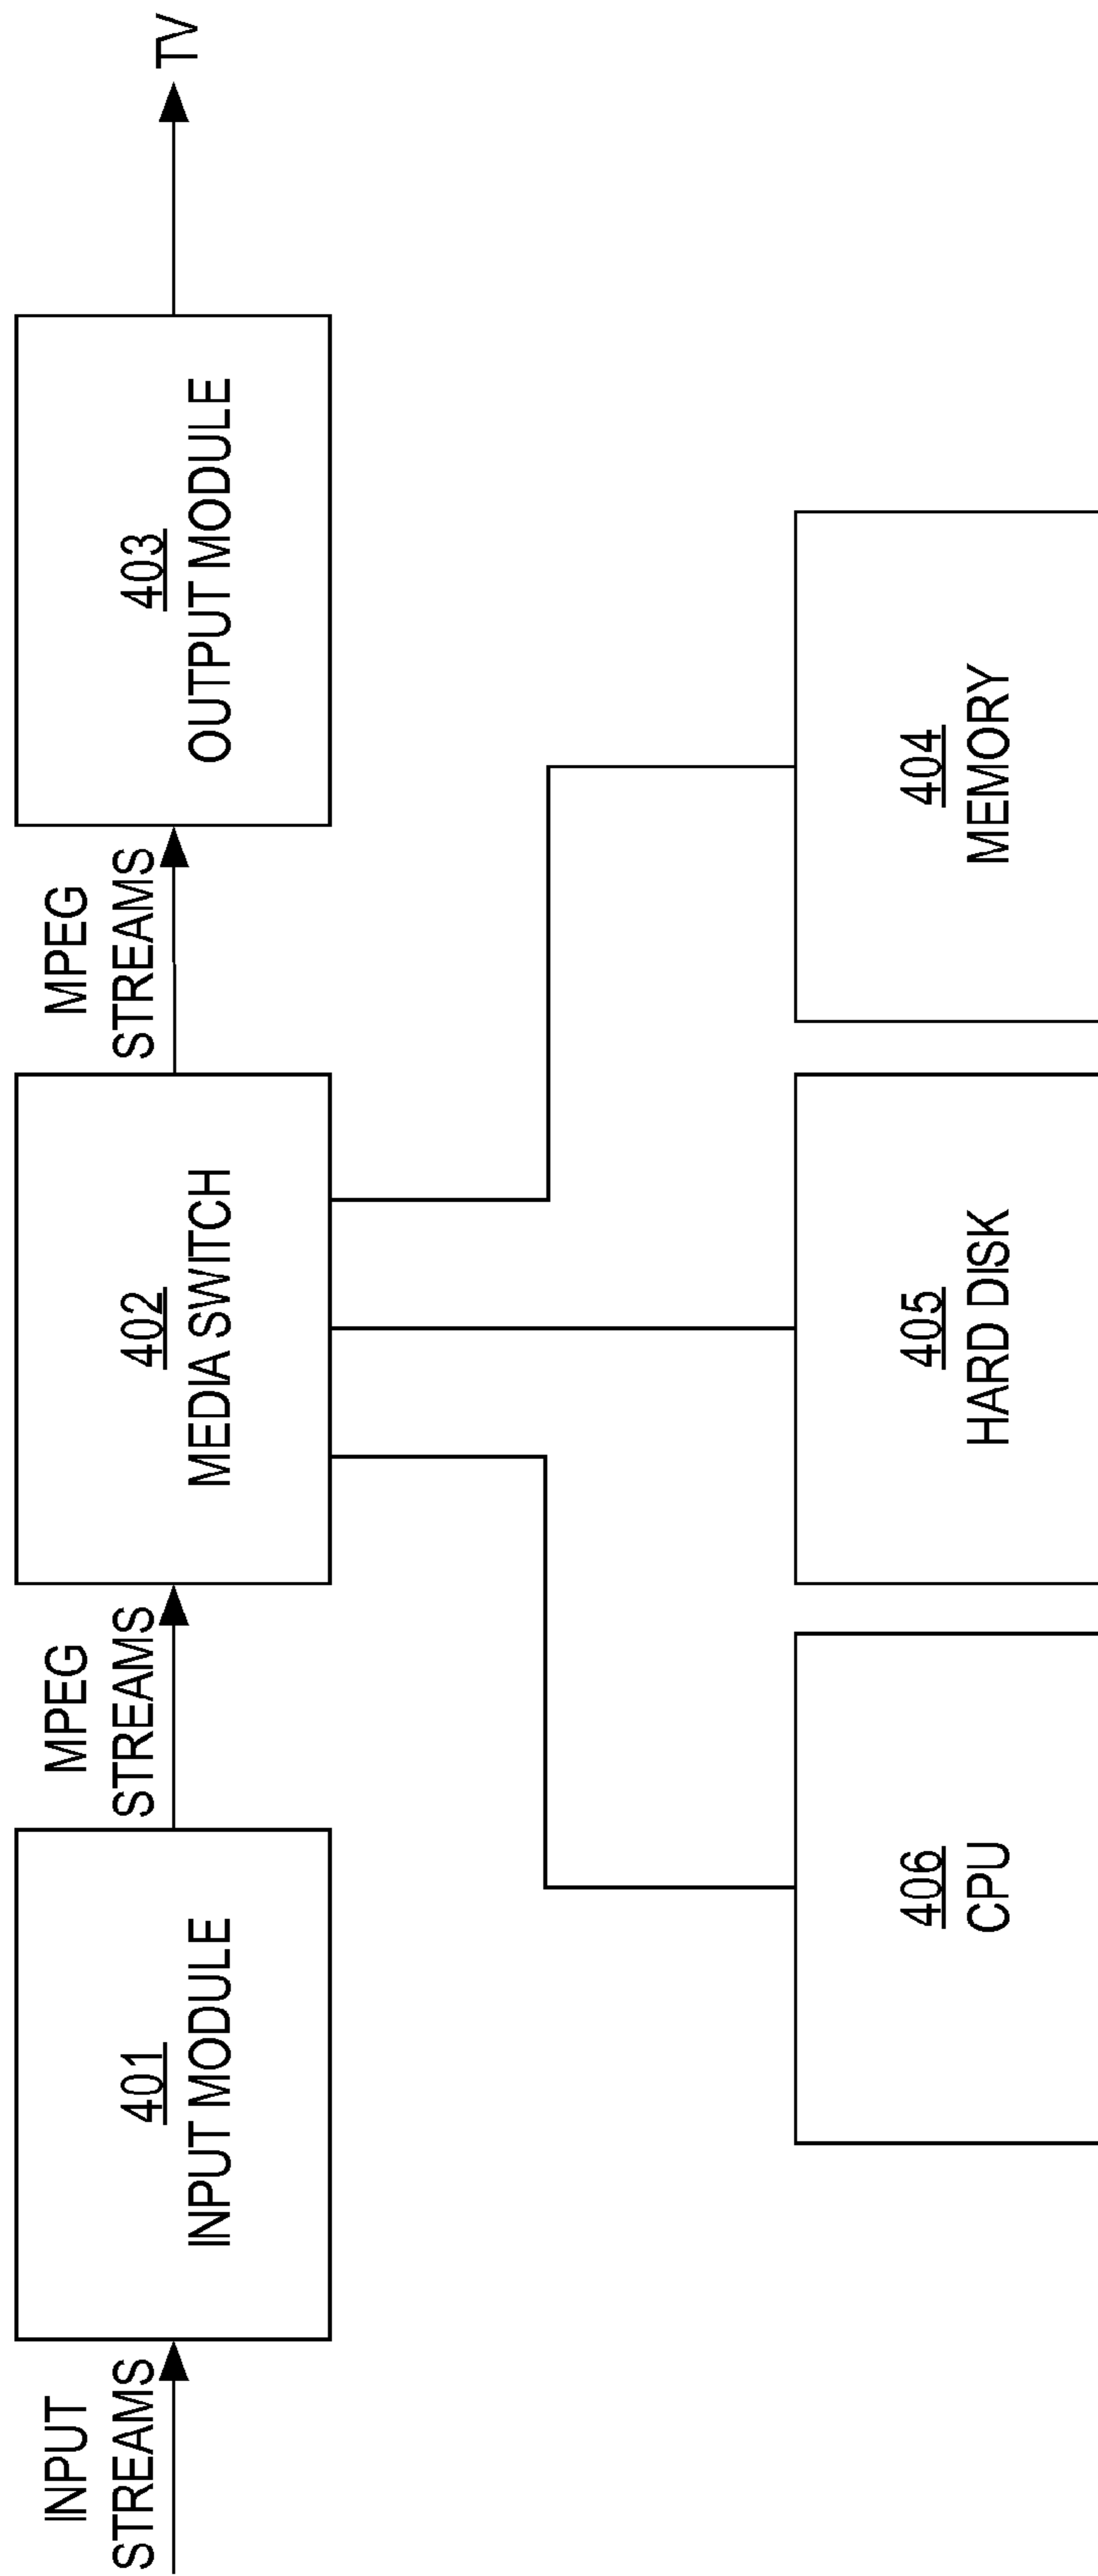 INPUT
STREAMS
401
INPUT MODULE
MPEG
STREAMS
402
MEDIA SWITCH
MPEG
STREAMS
403
OUTPUT MODULE
TV
406
CPU
405
HARD DISK
404
MEMORY